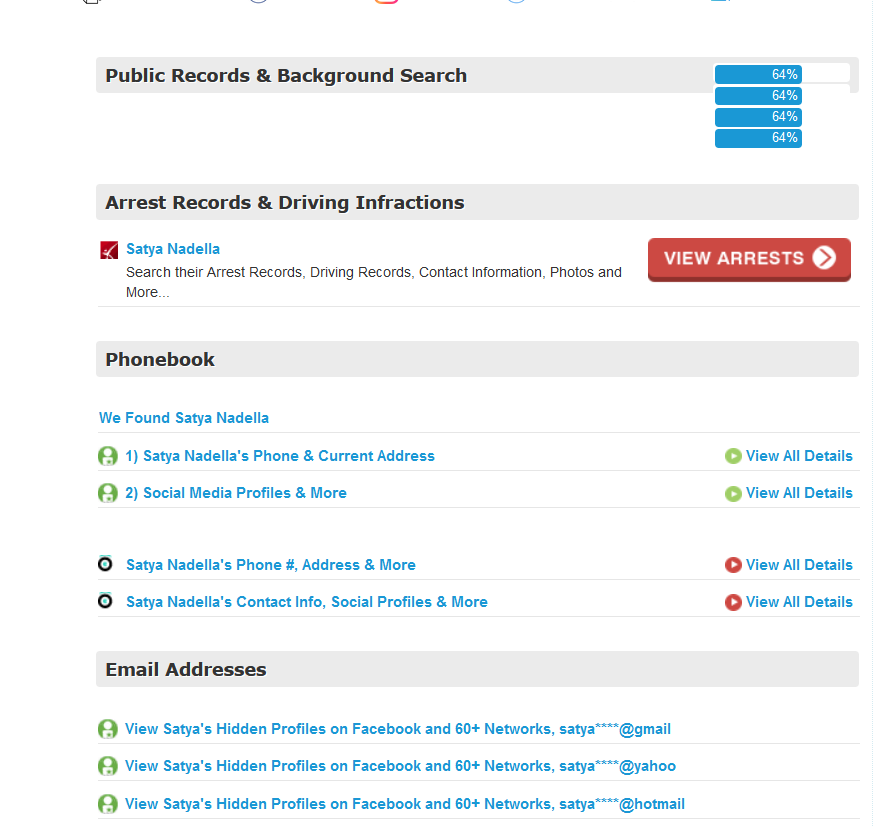 Public Records & Background Search
64%
64%
64%
64%
Arrest Records & Driving Infractions
Satya Nadella
Search their Arrest Records, Driving Records, Contact Information, Photos and
More...
VIEW ARRESTS
Phonebook
We Found Satya Nadella
1) Satya Nadella's Phone & Current Address View All Details
2) Social Media Profiles & More View All Details
Satya Nadella's Phone #, Address & More View All Details
Satya Nadella's Contact Info, Social Profiles & More View All Details
Email Addresses
View Satya's Hidden Profiles on Facebook and 60+ Networks, satya****@gmail
View Satya's Hidden Profiles on Facebook and 60+ Networks, satya****@yahoo
View Satya's Hidden Profiles on Facebook and 60+ Networks, satya****@hotmail